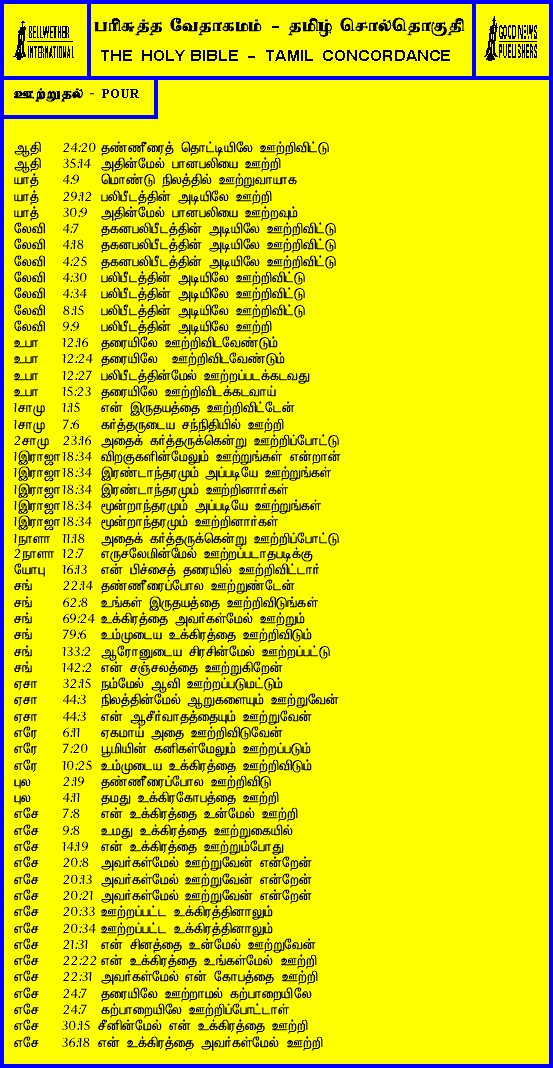 BELLWETHER
INTERNATIONAL
பரிசுத்த வேதாகமம் - தமிழ் சொல்தொகுதி
THE HOLY BIBLE - TAMIL CONCORDANCE
GOOD NEWS
PUBLISHERS
ஊற்றுதல் - POUR
ஆதி 24:20 தண்ணீரைத் தொட்டியிலே ஊற்றிவிட்டு
ஆதி 35:14 அதின்மேல் பானபலியை ஊற்றி
யாத் 4:9 மொண்டு நிலத்தில் ஊற்றுவாயாக
யாத் 29:12 பலிபீடத்தின் அடியிலே ஊற்றி
யாத் 30:9 அதின்மேல் பானபலியை ஊற்றவும்
லேவி 4:7 தகனபலிபீடத்தின் அடியிலே ஊற்றிவிட்டு
லேவி 4:18 தகனபலிபீடத்தின் அடியிலே ஊற்றிவிட்டு
லேவி 4:25 தகனபலிபீடத்தின் அடியிலே ஊற்றிவிட்டு
லேவி 4:30 பலிபீடத்தின் அடியிலே ஊற்றிவிட்டு
லேவி 4:34 பலிபீடத்தின் அடியிலே ஊற்றிவிட்டு
லேவி 8:15 பலிபீடத்தின் அடியிலே ஊற்றிவிட்டு
லேவி 9:9 பலிபீடத்தின் அடியிலே ஊற்றி
உபா 12:16 தரையிலே ஊற்றிவிடவேண்டும்
உபா 12:24 தரையிலே ஊற்றிவிடவேண்டும்
உபா 12:27 பலிபீடத்தின்மேல் ஊற்றப்படக்கடவது
உபா 15:23 தரையிலே ஊற்றிவிடக்கடவாய்
1சாமு 1:15 என் இருதயத்தை ஊற்றிவிட்டேன்
1சாமு 7:6 கர்த்தருடைய சந்நிதியில் ஊற்றி
2சாமு 23:16 அதைக் கர்த்தருக்கென்று ஊற்றிப்போட்டு
1இராஜா 18:34 விறகுகளின்மேலும் ஊற்றுங்கள் என்றான்
1இராஜா 18:34 இரண்டாந்தரமும் அப்படியே ஊற்றுங்கள்
1இராஜா 18:34 இரண்டாந்தரமும் ஊற்றினார்கள்
1இராஜா 18:34 மூன்றாந்தரமும் அப்படியே ஊற்றுங்கள்
1இராஜா 18:34 மூன்றாந்தரமும் ஊற்றினார்கள்
1நாளா 11:18 அதைக் கர்த்தருக்கென்று ஊற்றிப்போட்டு
2நாளா 12:7 எருசலேமின்மேல் ஊற்றப்படாதபடிக்கு
யோபு 16:13 என் பிச்சைத் தரையில் ஊற்றிவிட்டார்
சங் 22:14 தண்ணீரைப்போல ஊற்றுண்டேன்
சங் 62:8 உங்கள் இருதயத்தை ஊற்றிவிடுங்கள்
சங் 69:24 உக்கிரத்தை அவர்கள்மேல் ஊற்றும்
சங் 79:6 உம்முடைய உக்கிரத்தை ஊற்றிவிடும்
சங் 133:2 ஆரோனுடைய சிரசின்மேல் ஊற்றப்பட்டு
சங் 142:2 என் சஞ்சலத்தை ஊற்றுகிறேன்
ஏசா 32:15 நம்மேல் ஆவி ஊற்றப்படுமட்டும்
ஏசா 44:3 நிலத்தின்மேல் ஆறுகளையும் ஊற்றுவேன்
ஏசா 44:3 என் ஆசீர்வாதத்தையும் ஊற்றுவேன்
எரே 6:11 ஏகமாய் அதை ஊற்றிவிடுவேன்
எரே 7:20 பூமியின் கனிகள்மேலும் ஊற்றப்படும்
எரே 10:25 உம்முடைய உக்கிரத்தை ஊற்றிவிடும்
புல 2:19 தண்ணீரைப்போல ஊற்றிவிடு
புல 4:11 தமது உக்கிரகோபத்தை ஊற்றி
எசே 7:8 என் உக்கிரத்தை உன்மேல் ஊற்றி
எசே 9:8 உமது உக்கிரத்தை ஊற்றுகையில்
எசே 14:19 என் உக்கிரத்தை ஊற்றும்போது
எசே 20:8 அவர்கள்மேல் ஊற்றுவேன் என்றேன்
எசே 20:13 அவர்கள்மேல் ஊற்றுவேன் என்றேன்
எசே 20:21 அவர்கள்மேல் ஊற்றுவேன் என்றேன்
எசே 20:33 ஊற்றப்பட்ட உக்கிரத்தினாலும்
எசே 20:34 ஊற்றப்பட்ட உக்கிரத்தினாலும்
எசே 21:31 என் சினத்தை உன்மேல் ஊற்றுவேன்
எசே 22:22 என் உக்கிரத்தை உங்கள்மேல் ஊற்றி
எசே 22:31 அவர்கள்மேல் என் கோபத்தை ஊற்றி
எசே 24:7 தரையிலே ஊற்றாமல் கற்பாறையிலே
எசே 24:7 கற்பாறையிலே ஊற்றிப்போட்டாள்
எசே 30:15 சீனின்மேல் என் உக்கிரத்தை ஊற்றி
எசே 36:18 என் உக்கிரத்தை அவர்கள்மேல் ஊற்றி